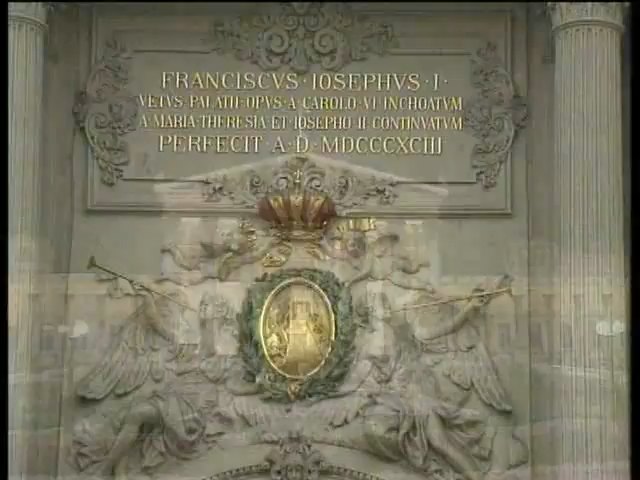 FRANCISCVS·IOSEPHVS·I·
VETVS·PALATII·OPVS·A·CAROLO·VI·INCHOATVM
A·MARIA·THERESIA·ET·IOSEPHO·II·CONTINVATVM
PERFECIT·A·D·MDCCCXCIII